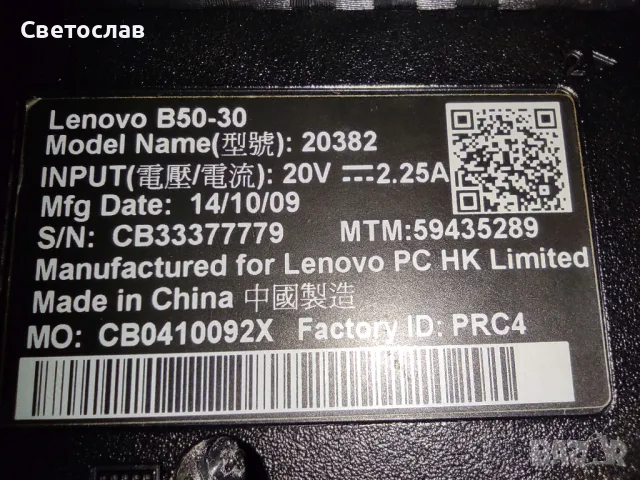 Светослав
Lenovo B50-30
Model Name(型號): 20382
INPUT(電壓/電流): 20V ⎓ 2.25A
Mfg Date: 14/10/09
S/N: CB33377779 MTM:59435289
Manufactured for Lenovo PC HK Limited
Made in China 中國製造
MO: CB0410092X Factory ID: PRC4
BAZAR